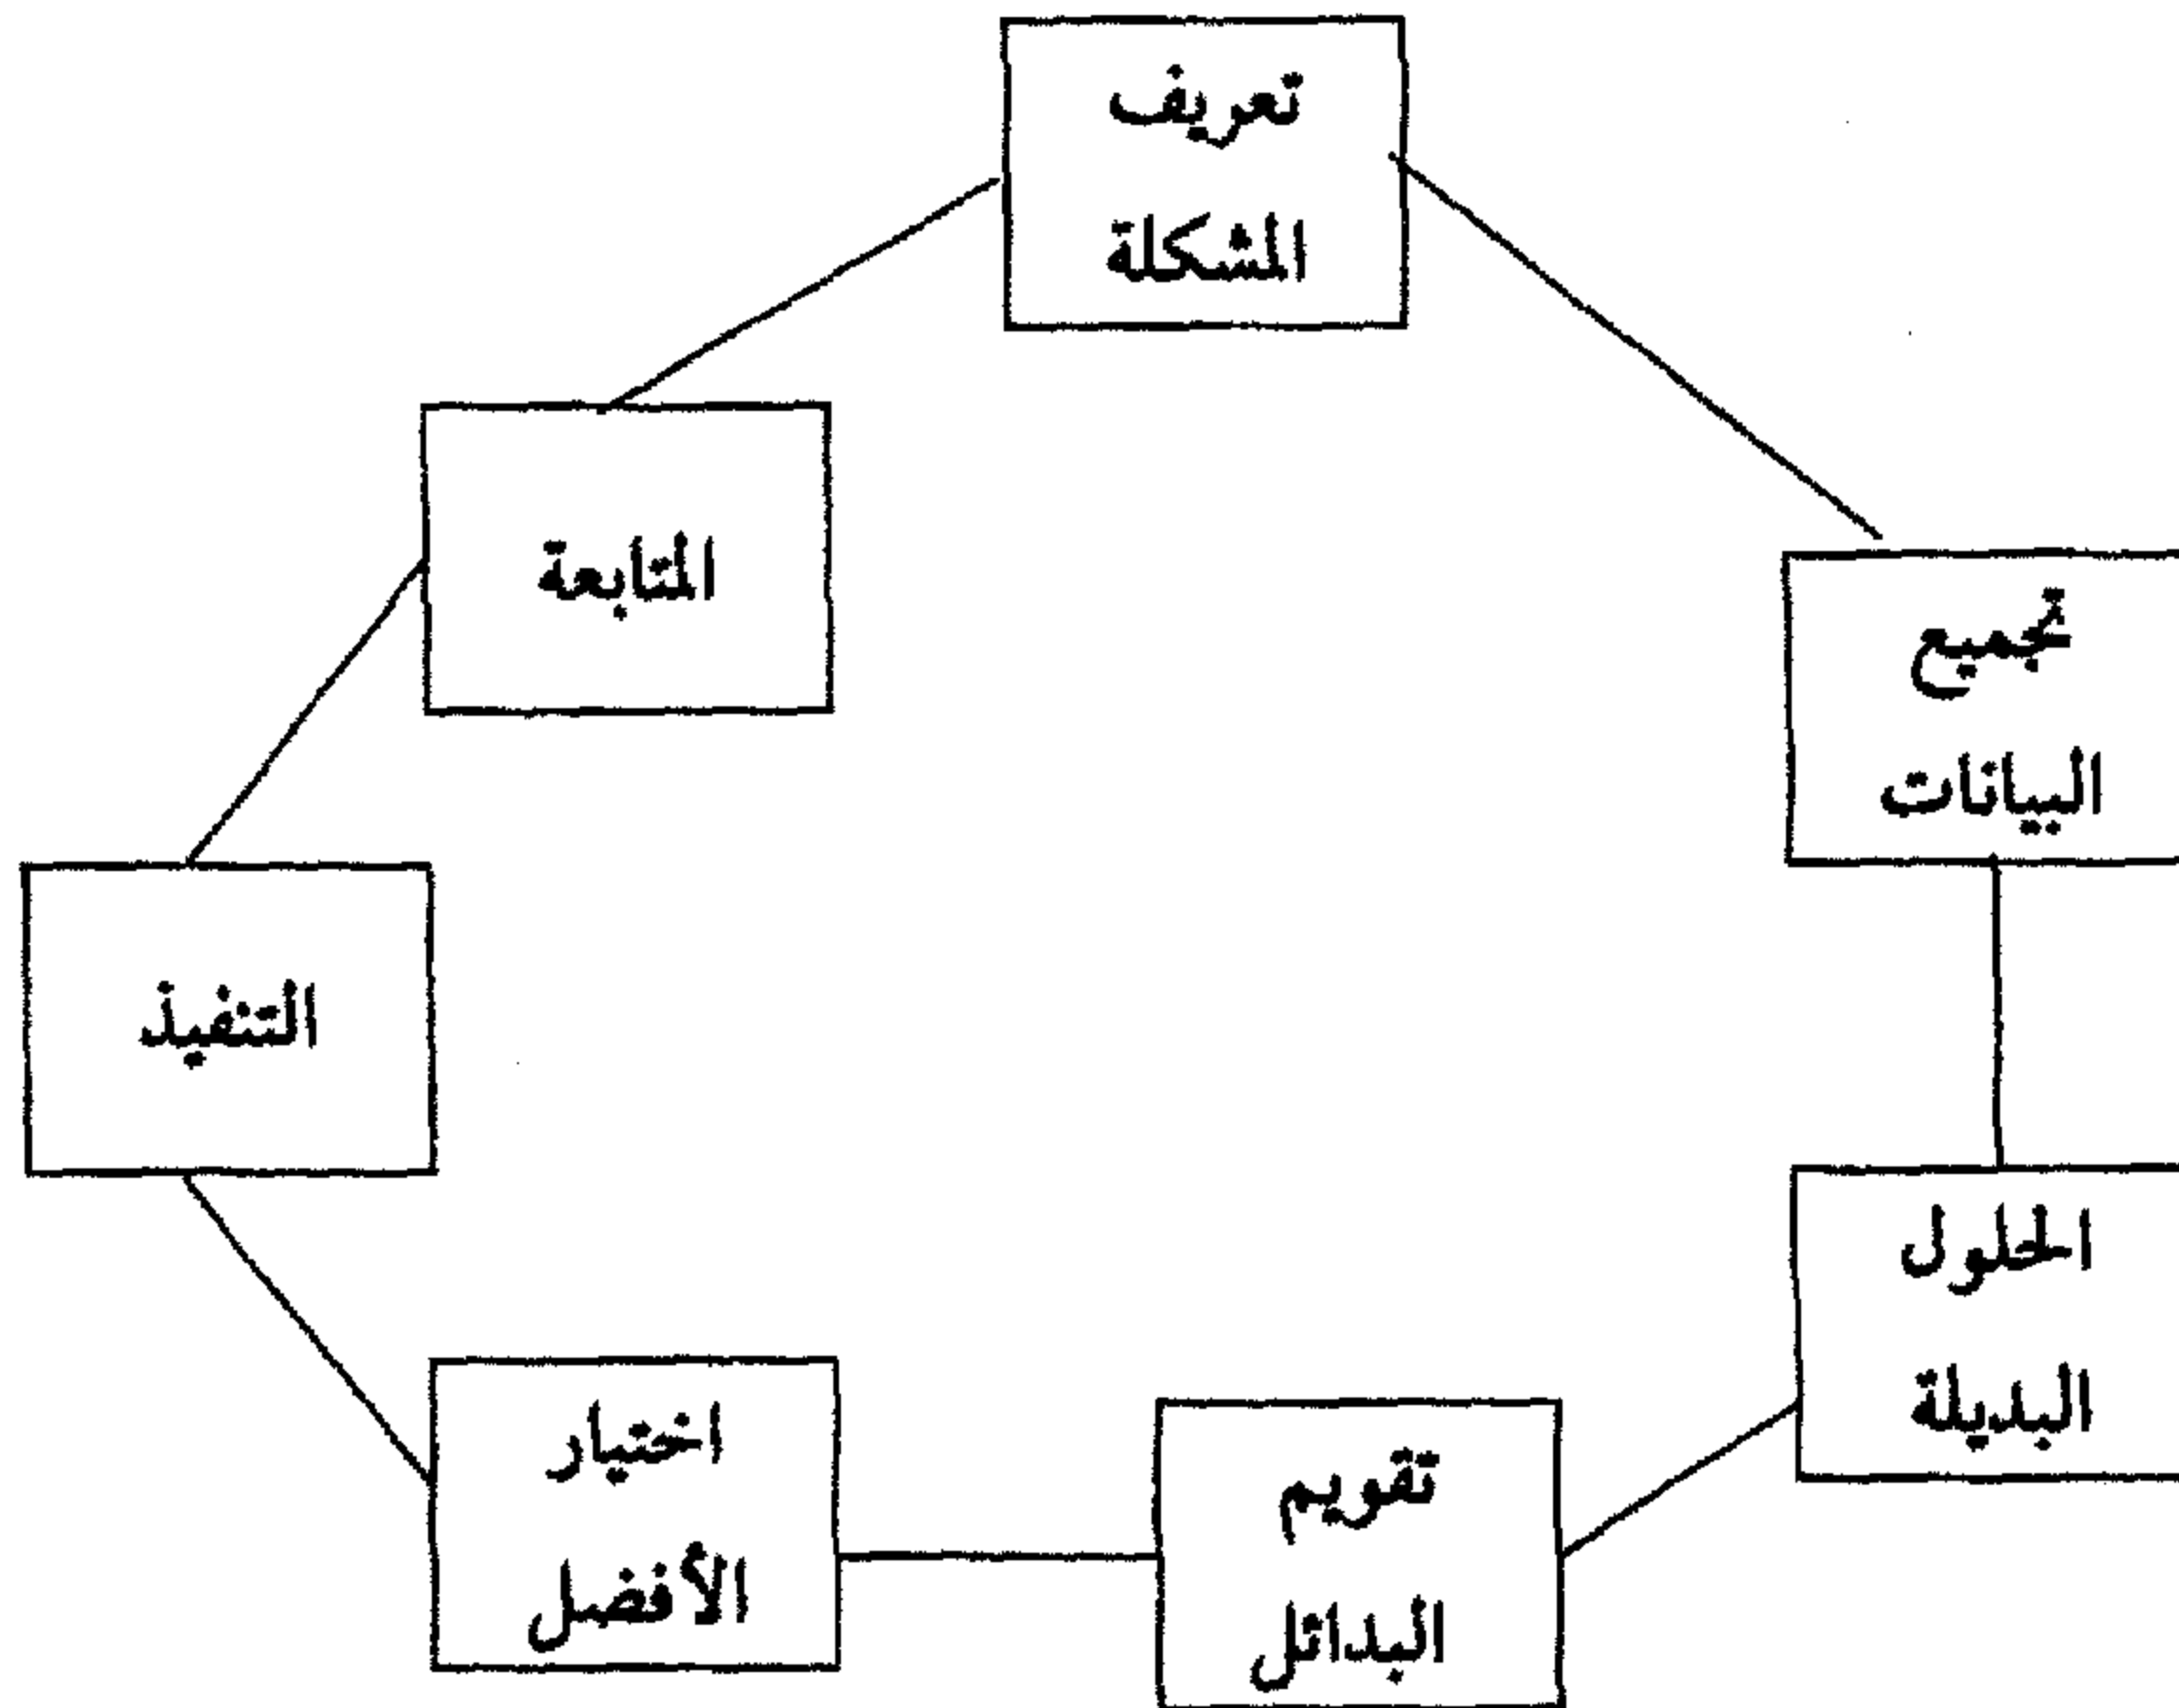 تعريف
المشكلة
تجميع
البيانات
الحلول
البديلة
تقويم
البدائل
اختيار
الأفضل
التنفيذ
المتابعة